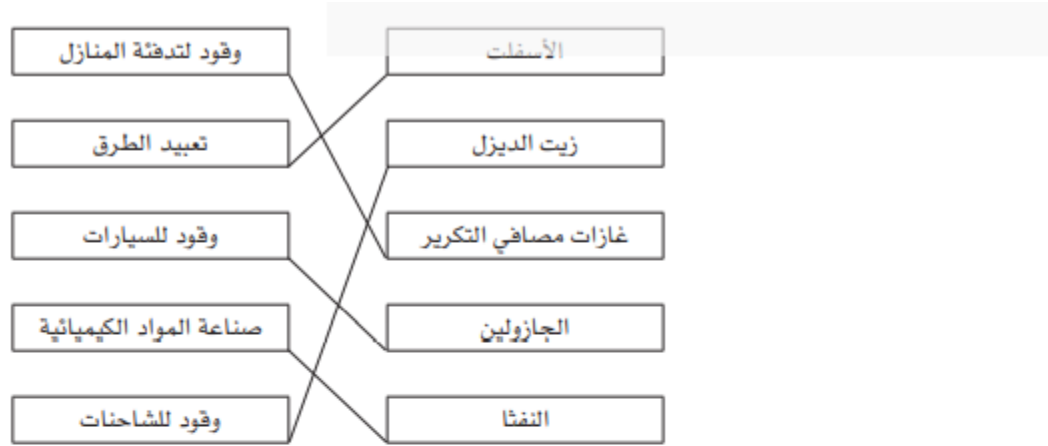 الأسفلت
وقود لتدفئة المنازل
زيت الديزل
تعبيد الطرق
غازات مصافي التكرير
وقود للسيارات
الجازولين
صناعة المواد الكيميائية
النفثا
وقود للشاحنات